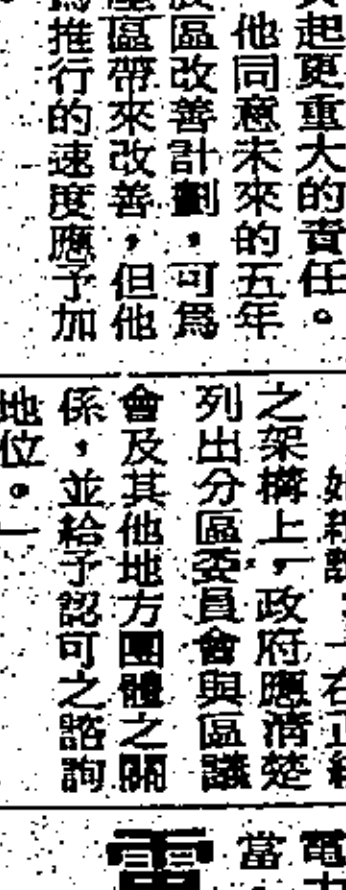 起更重大的責任。
他同意未來的五年
區改善計劃，可爲
區帶來改善，但他
推行的速度應予加
之架構上，政府應清楚
列出分區委員會與區議
會及其他地方團體之關
係，並給予認可之諮詢
地位。」
電
當